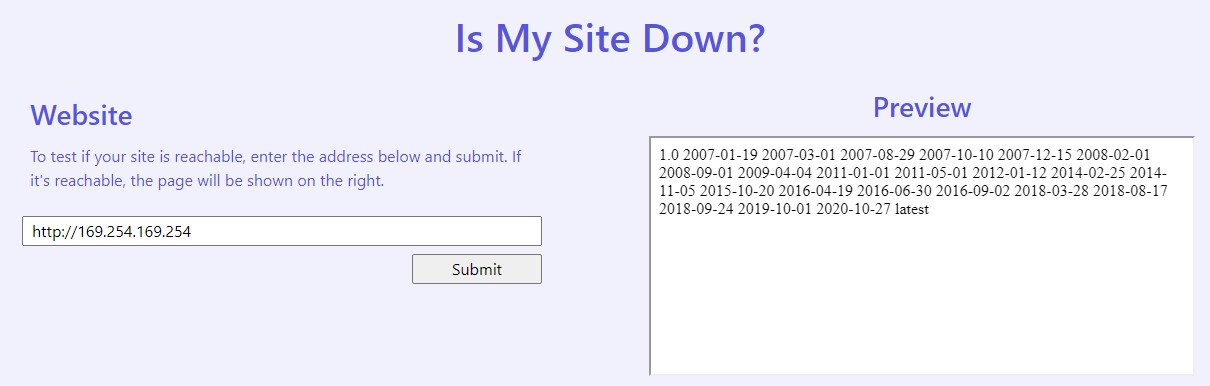 Is My Site Down?
Website
To test if your site is reachable, enter the address below and submit. If
it's reachable, the page will be shown on the right.
http://169.254.169.254
Submit
Preview
1.0 2007-01-19 2007-03-01 2007-08-29 2007-10-10 2007-12-15 2008-02-01
2008-09-01 2009-04-04 2011-01-01 2011-05-01 2012-01-12 2014-02-25 2014-
11-05 2015-10-20 2016-04-19 2016-06-30 2016-09-02 2018-03-28 2018-08-17
2018-09-24 2019-10-01 2020-10-27 latest